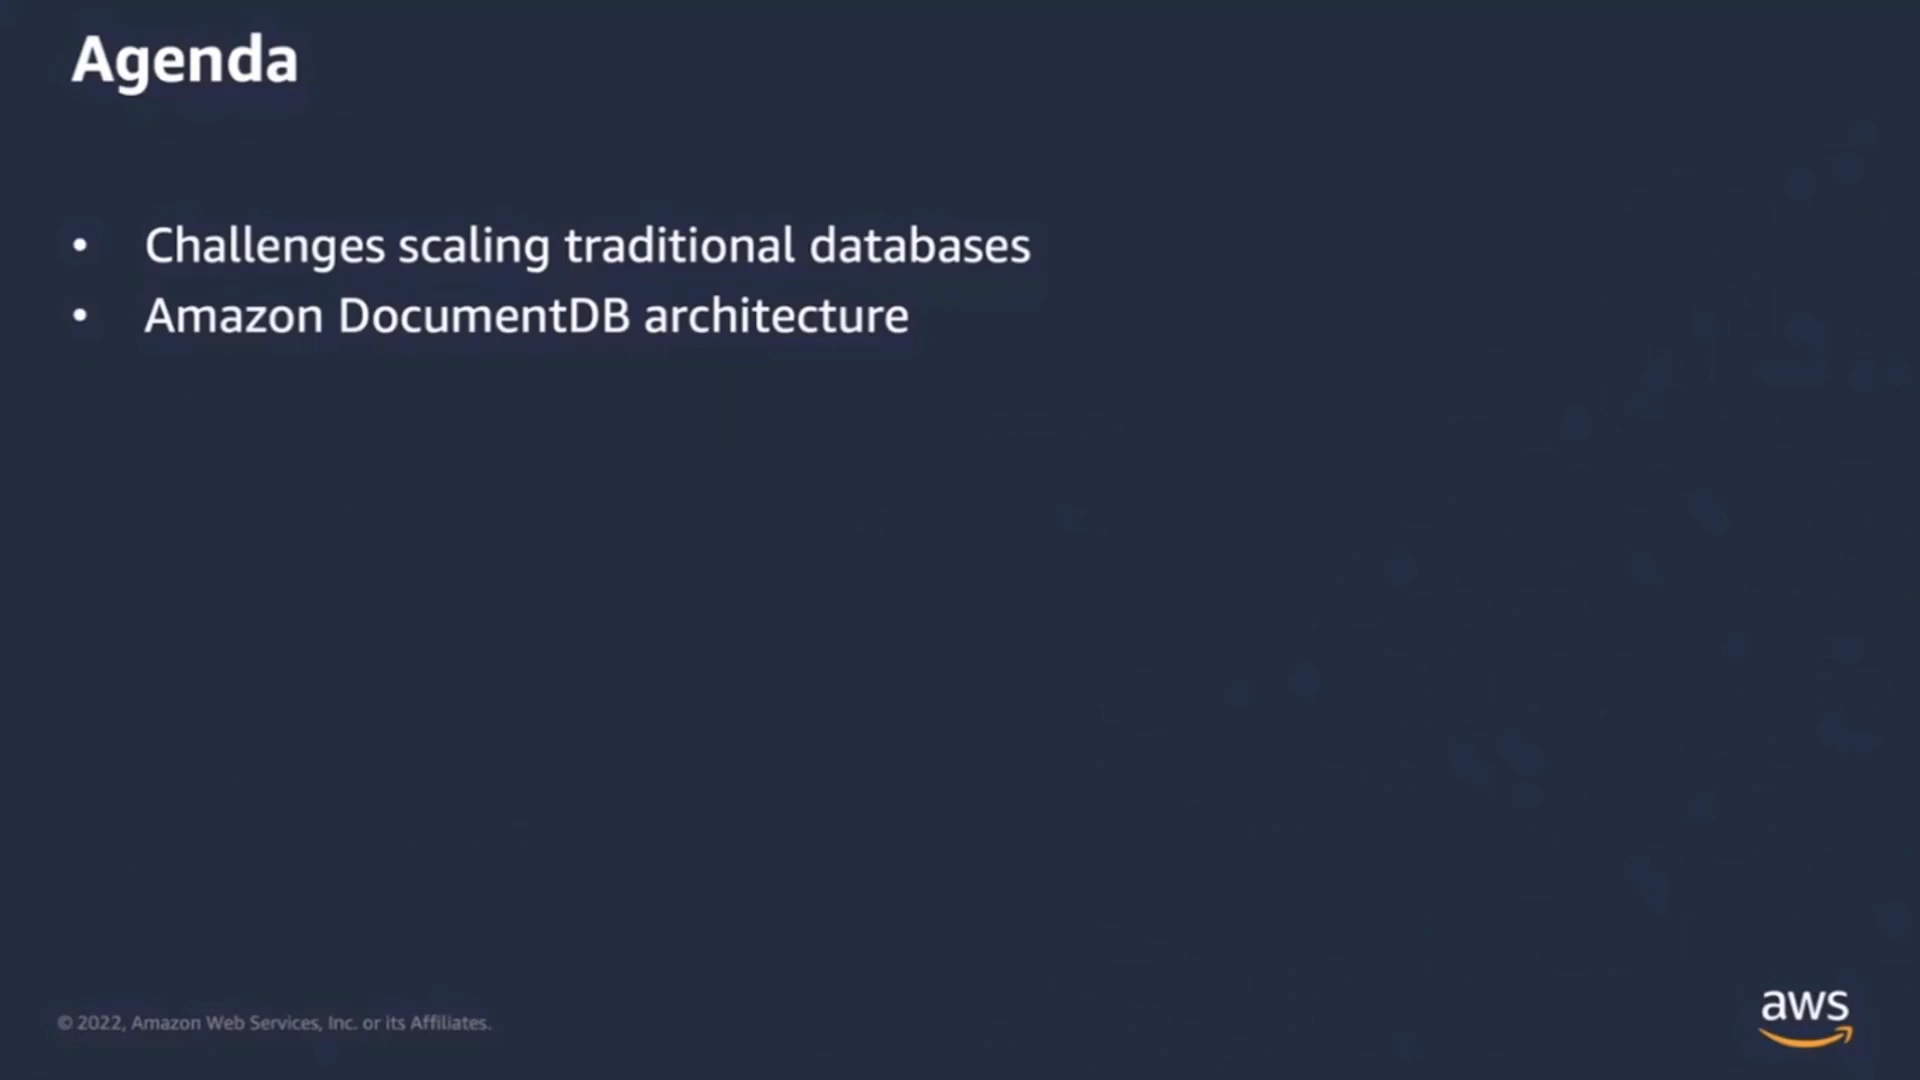 Agenda
• Challenges scaling traditional databases
• Amazon DocumentDB architecture
© 2022, Amazon Web Services, Inc. or its Affiliates.
aws